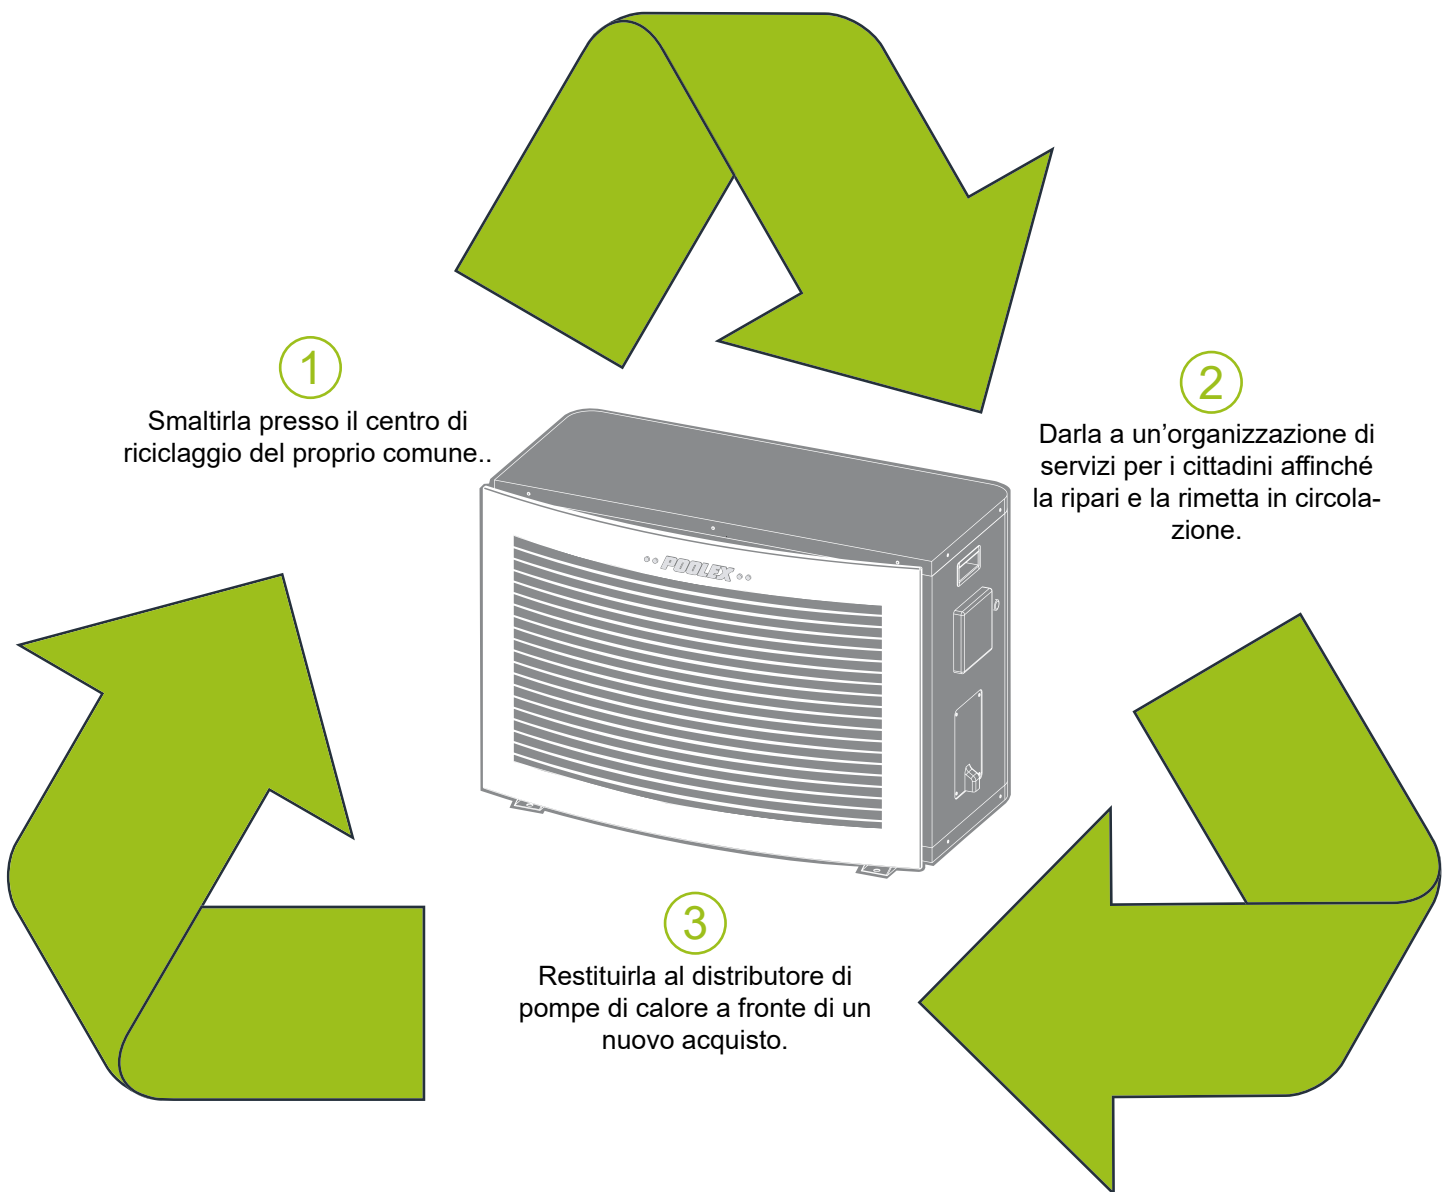 1
Smaltirla presso il centro di
riciclaggio del proprio comune..
2
Darla a un’organizzazione di
servizi per i cittadini affinché
la ripari e la rimetta in circola-
zione.
POOLEX
3
Restituirla al distributore di
pompe di calore a fronte di un
nuovo acquisto.